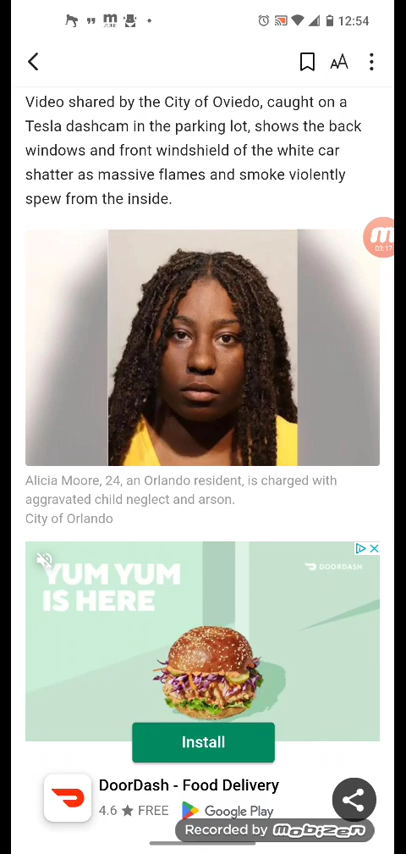 12:54
Video shared by the City of Oviedo, caught on a
Tesla dashcam in the parking lot, shows the back
windows and front windshield of the white car
shatter as massive flames and smoke violently
spew from the inside.
m
03:17
Alicia Moore, 24, an Orlando resident, is charged with
aggravated child neglect and arson.
City of Orlando
YUM YUM
IS HERE
DOORDASH
Install
DoorDash - Food Delivery
4.6 ★ FREE Google Play
Recorded by mobizen